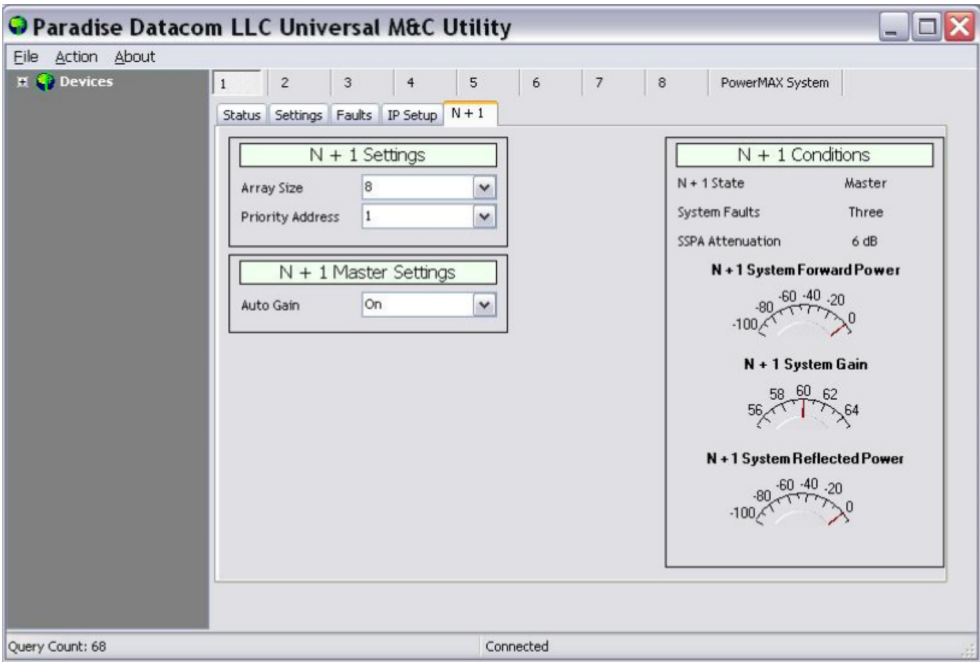 Paradise Datacom LLC Universal M&C Utility
File Action About
Devices
1 2 3 4 5 6 7 8 PowerMAX System
Status Settings Faults IP Setup N + 1
N + 1 Settings
Array Size 8
Priority Address 1
N + 1 Master Settings
Auto Gain On
N + 1 Conditions
N + 1 State Master
System Faults Three
SSPA Attenuation 6 dB
N + 1 System Forward Power
-100 -80 -60 -40 -20 0
N + 1 System Gain
56 58 60 62 64
N + 1 System Reflected Power
-100 -80 -60 -40 -20 0
Query Count: 68 Connected